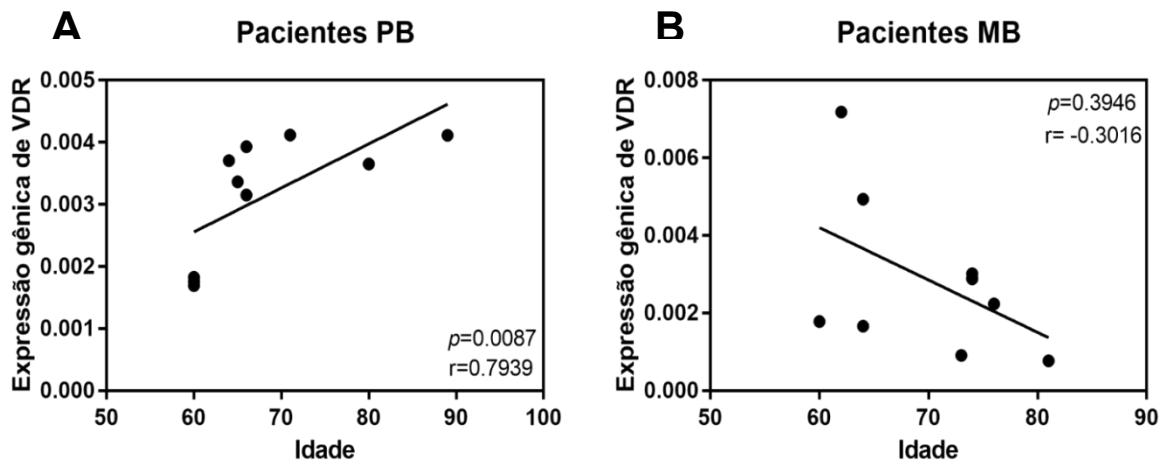 A
Pacientes PB
Expressão gênica de VDR
0.005
0.004
0.003
0.002
0.001
0.000
p=0.0087
r=0.7939
50 60 70 80 90 100
Idade
B
Pacientes MB
Expressão gênica de VDR
0.008
0.006
0.004
0.002
0.000
p=0.3946
r= -0.3016
50 60 70 80 90
Idade